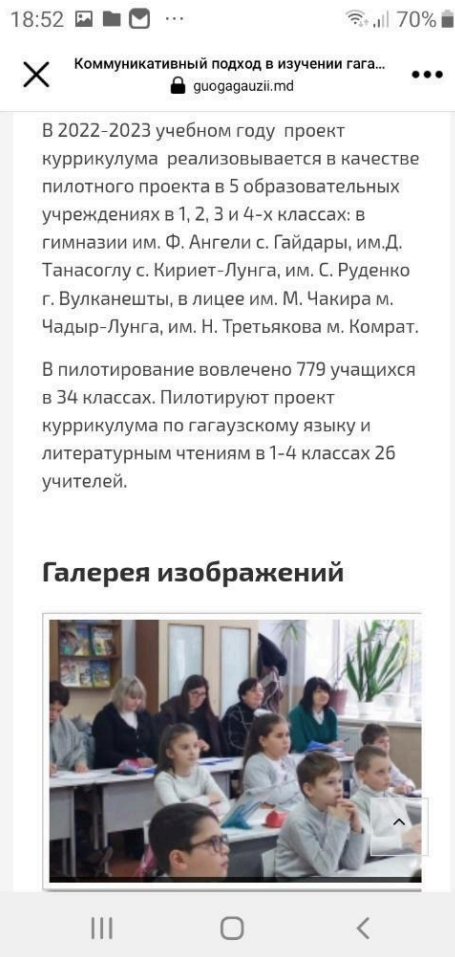 18:52 ... 70%
Коммуникативный подход в изучении гага...
guogagauzii.md
В 2022-2023 учебном году проект
куррикулума реализовывается в качестве
пилотного проекта в 5 образовательных
учреждениях в 1, 2, 3 и 4-х классах: в
гимназии им. Ф. Ангели с. Гайдары, им.Д.
Танасоглу с. Кириет-Лунга, им. С. Руденко
г. Вулканешты, в лицее им. М. Чакира м.
Чадыр-Лунга, им. Н. Третьякова м. Комрат.
В пилотирование вовлечено 779 учащихся
в 34 классах. Пилотируют проект
куррикулума по гагаузскому языку и
литературным чтениям в 1-4 классах 26
учителей.
Галерея изображений